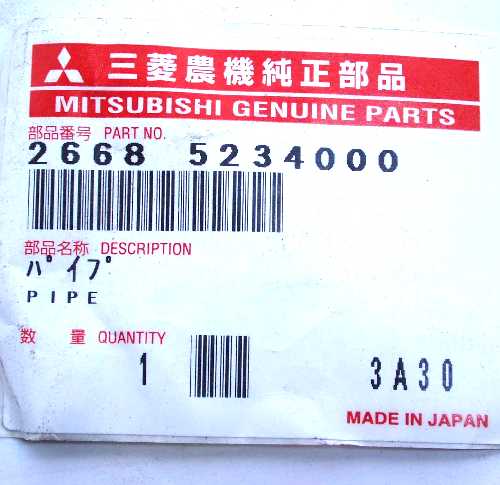 三菱農機純正部品
MITSUBISHI GENUINE PARTS
部品番号 PART NO.
2668 5234000
部品名称 DESCRIPTION
パイプ
PIPE
数 量 QUANTITY
1
3A30
MADE IN JAPAN